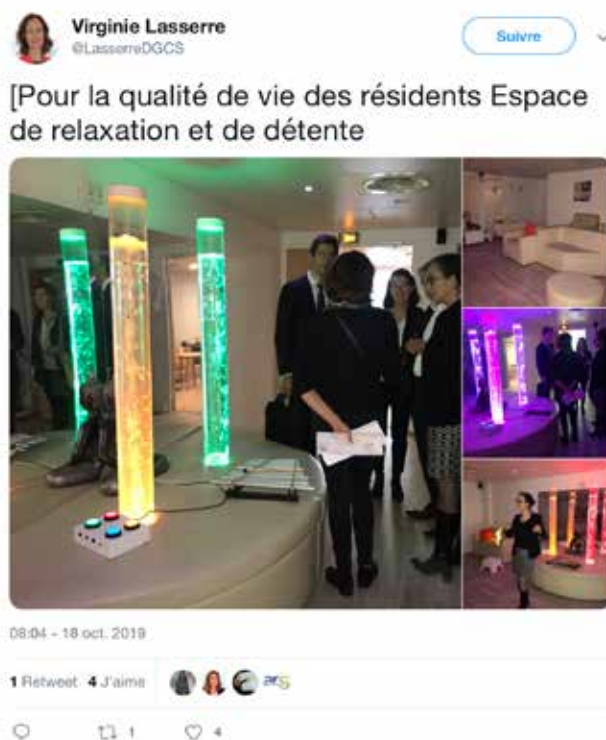 Virginie Lasserre
@LasserreDGCS
Suivre
[Pour la qualité de vie des résidents Espace
de relaxation et de détente
08:04 - 18 oct. 2019
1 Retweet 4 J'aime
ars
1
4